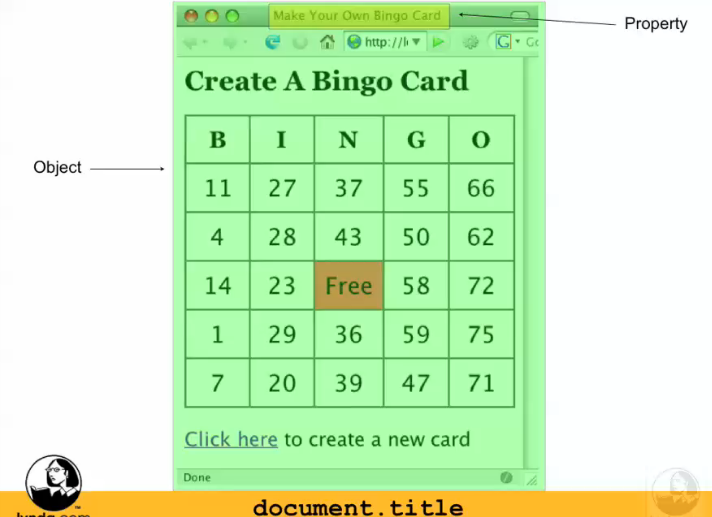 Make Your Own Bingo Card
Property
http://l
G
Create A Bingo Card
B I N G O
Object
11 27 37 55 66
4 28 43 50 62
14 23 Free 58 72
1 29 36 59 75
7 20 39 47 71
Click here to create a new card
Done
document.title